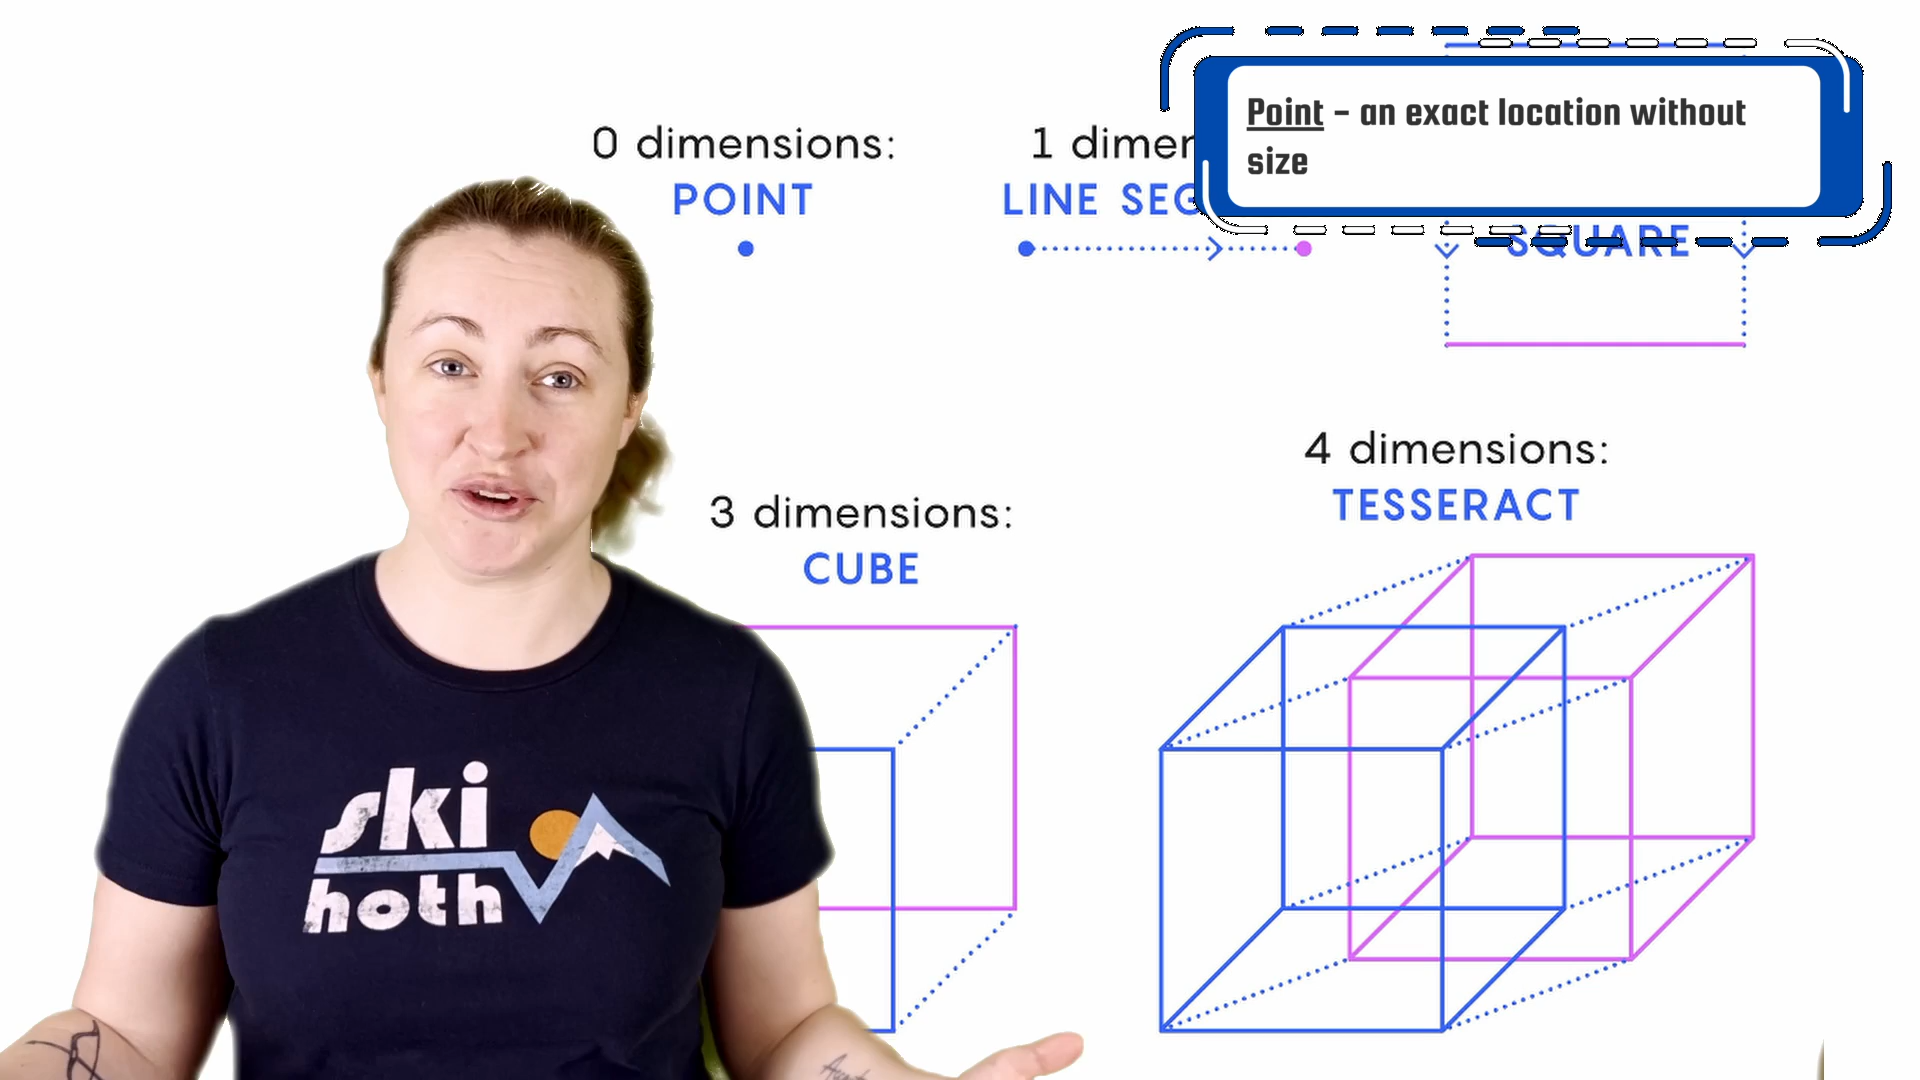 0 dimensions:
POINT
1 dimen
LINE SEG
Point – an exact location without
size
SQUARE
3 dimensions:
CUBE
4 dimensions:
TESSERACT
ski
hoth